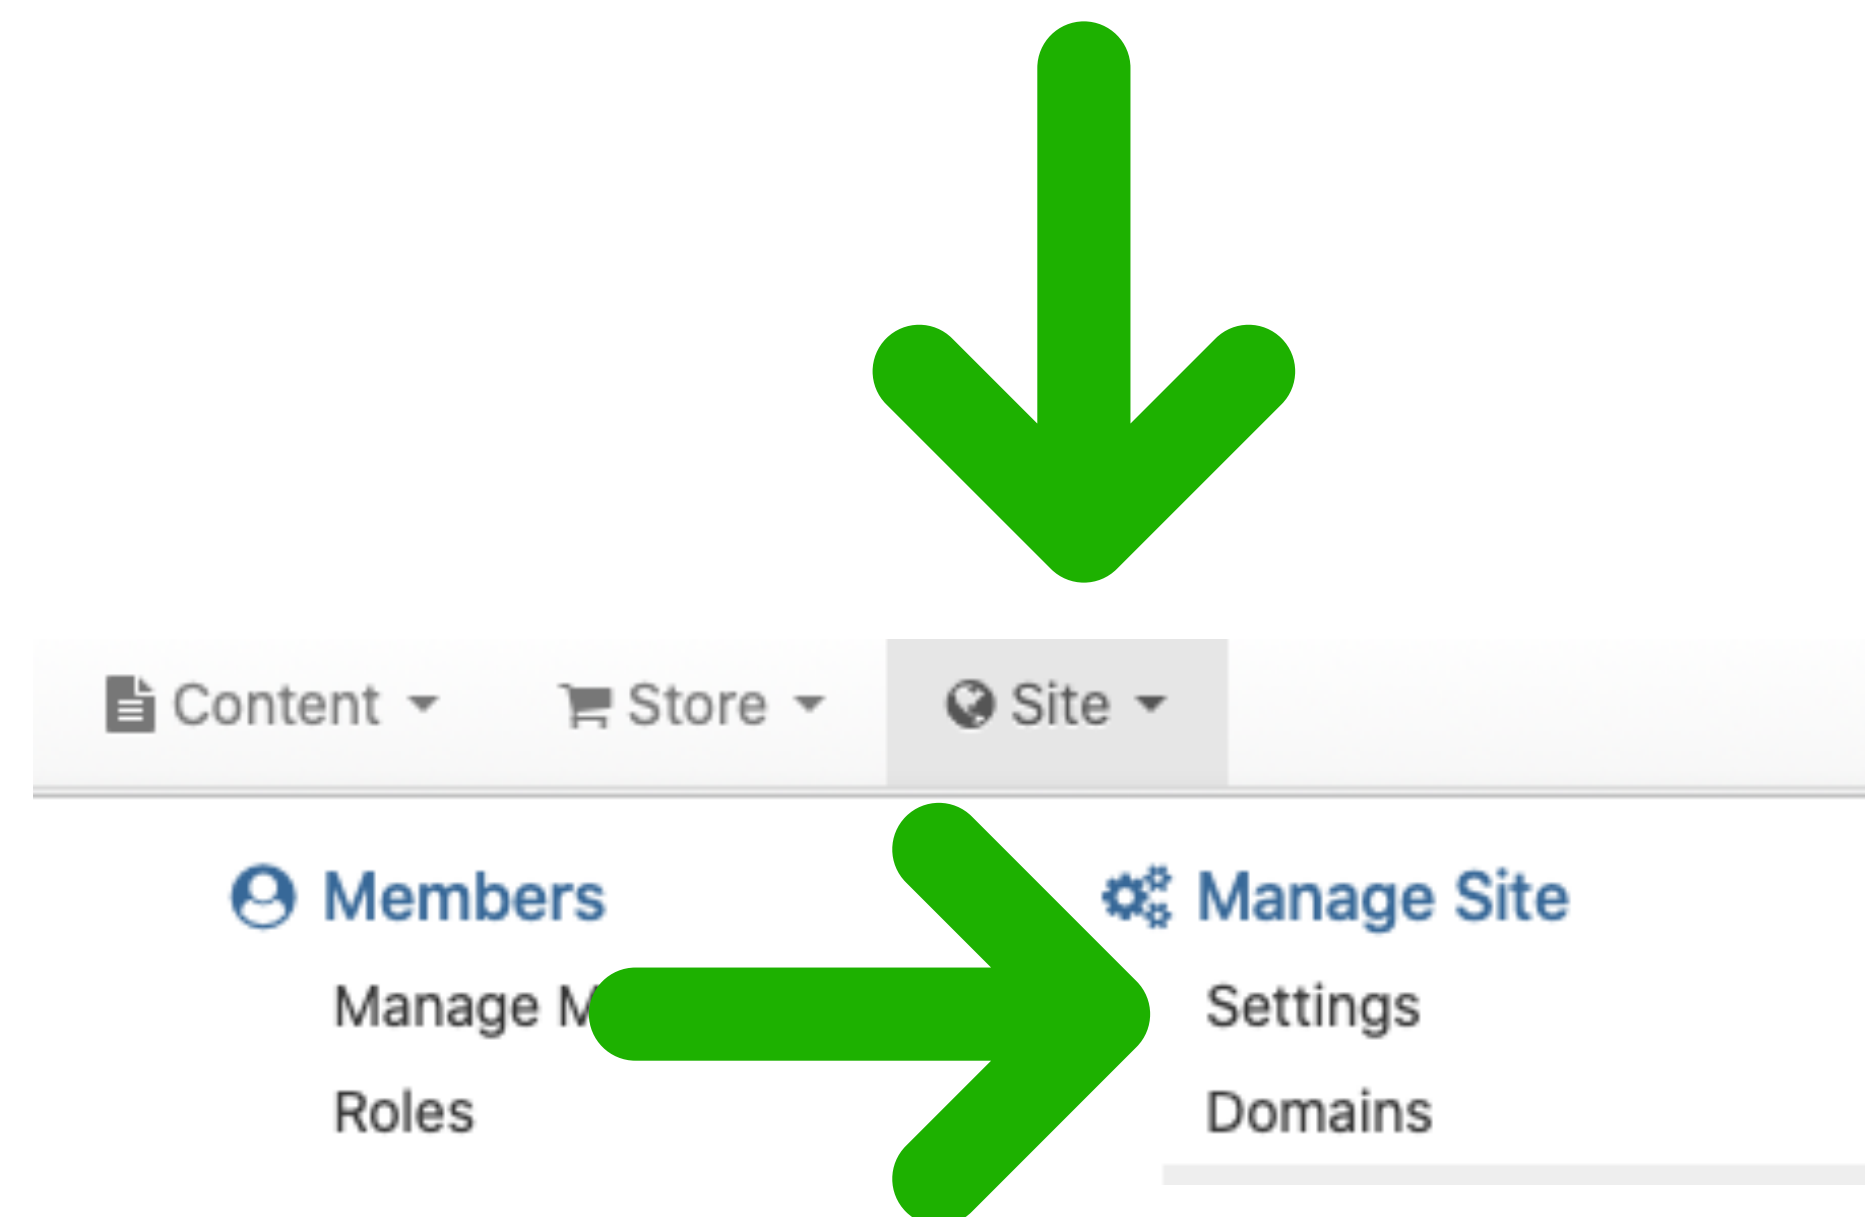 Content Store Site
Members Manage Site
Manage Settings
Roles Domains